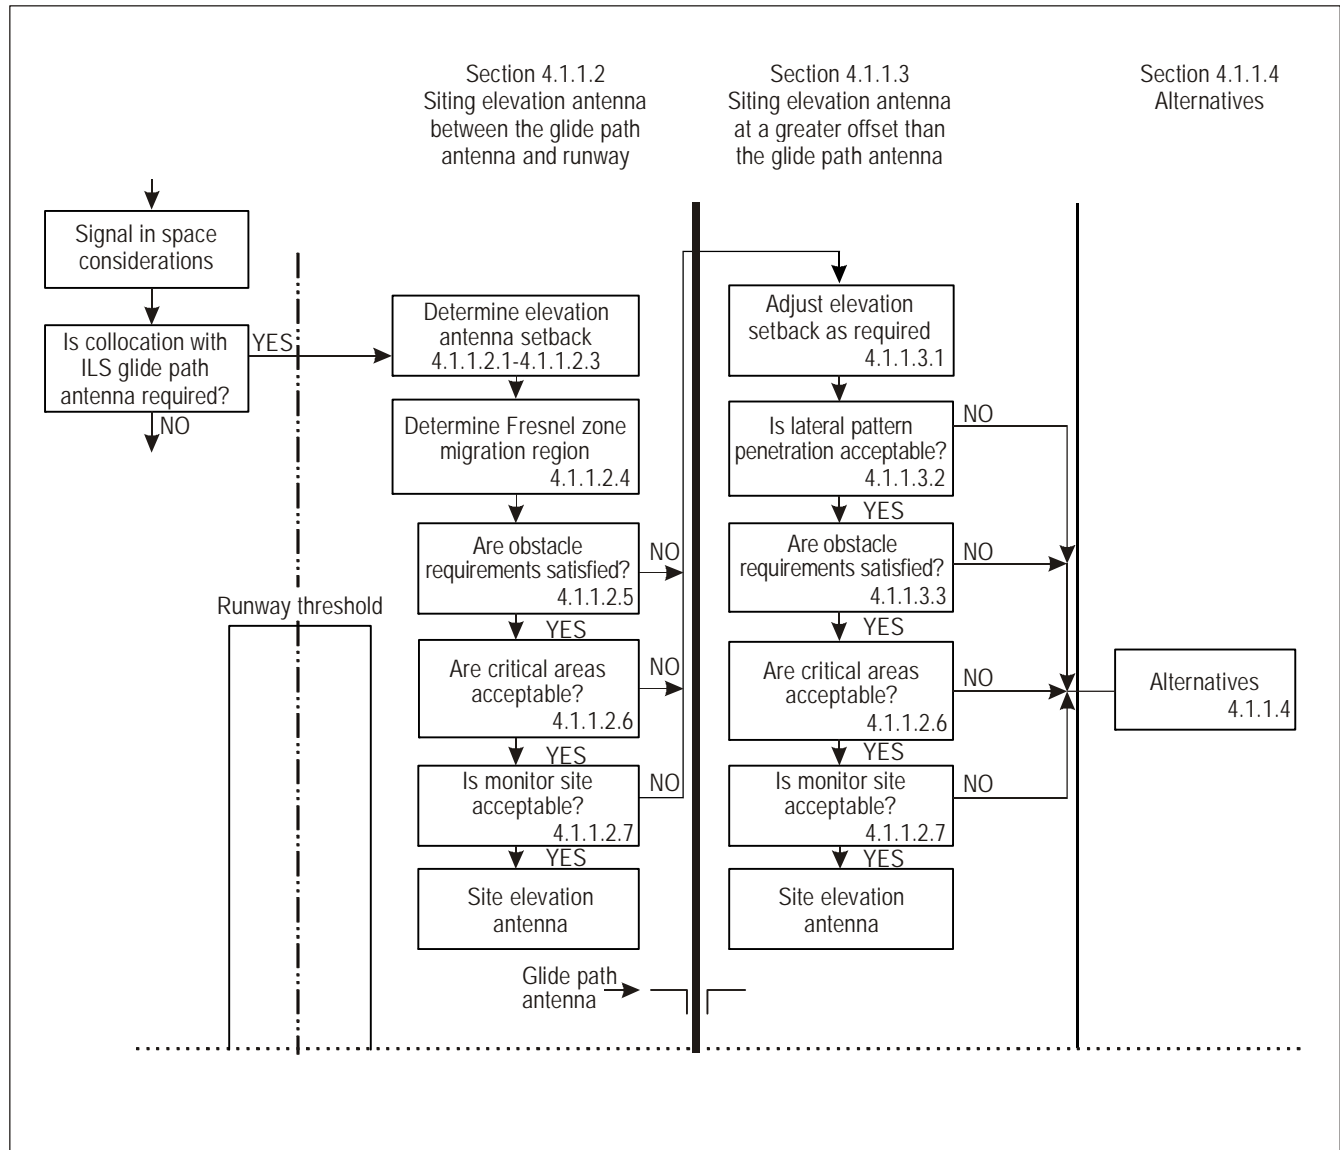 Section 4.1.1.2
Siting elevation antenna
between the glide path
antenna and runway
Section 4.1.1.3
Siting elevation antenna
at a greater offset than
the glide path antenna
Section 4.1.1.4
Alternatives
Signal in space
considerations
Is collocation with
ILS glide path
antenna required?
YES
NO
Runway threshold
Determine elevation
antenna setback
4.1.1.2.1-4.1.1.2.3
Determine Fresnel zone
migration region
4.1.1.2.4
Are obstacle
requirements satisfied?
4.1.1.2.5
NO
YES
Are critical areas
acceptable?
4.1.1.2.6
NO
YES
Is monitor site
acceptable?
4.1.1.2.7
NO
YES
Site elevation
antenna
Glide path
antenna
Adjust elevation
setback as required
4.1.1.3.1
Is lateral pattern
penetration acceptable?
4.1.1.3.2
NO
YES
Are obstacle
requirements satisfied?
4.1.1.3.3
NO
YES
Are critical areas
acceptable?
4.1.1.2.6
NO
YES
Is monitor site
acceptable?
4.1.1.2.7
NO
YES
Site elevation
antenna
Alternatives
4.1.1.4